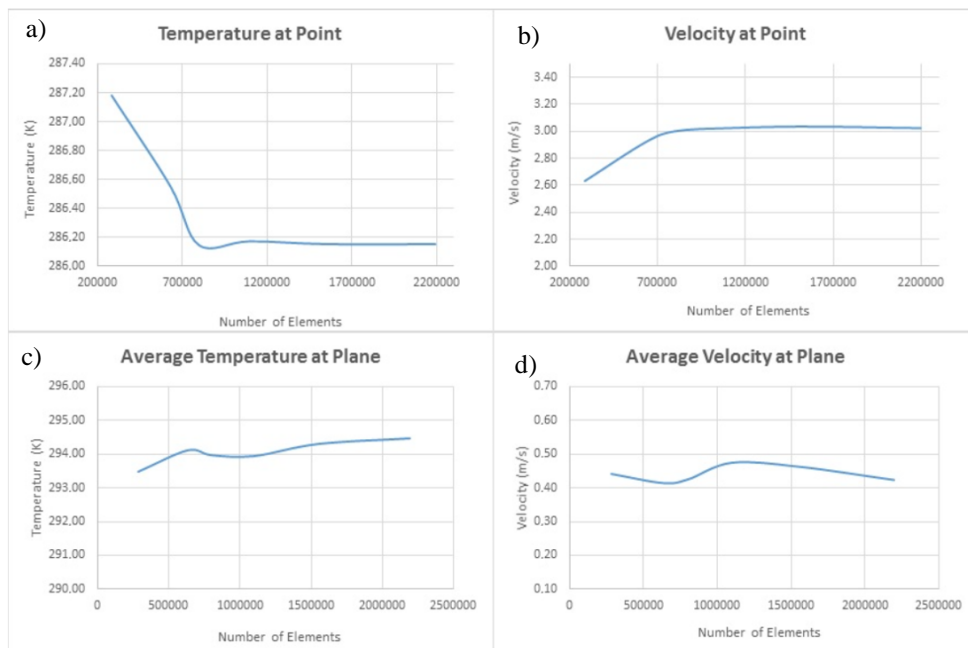 a)
Temperature at Point
287.40
287.20
287.00
286.80
286.60
286.40
286.20
286.00
Temperature (K)
200000 700000 1200000 1700000 2200000
Number of Elements
b)
Velocity at Point
3.40
3.20
3.00
2.80
2.60
2.40
2.20
2.00
Velocity (m/s)
200000 700000 1200000 1700000 2200000
Number of Elements
c)
Average Temperature at Plane
296.00
295.00
294.00
293.00
292.00
291.00
290.00
Temperature (K)
0 500000 1000000 1500000 2000000 2500000
Number of Elements
d)
Average Velocity at Plane
0.70
0.60
0.50
0.40
0.30
0.20
0.10
Velocity (m/s)
0 500000 1000000 1500000 2000000 2500000
Number of Elements